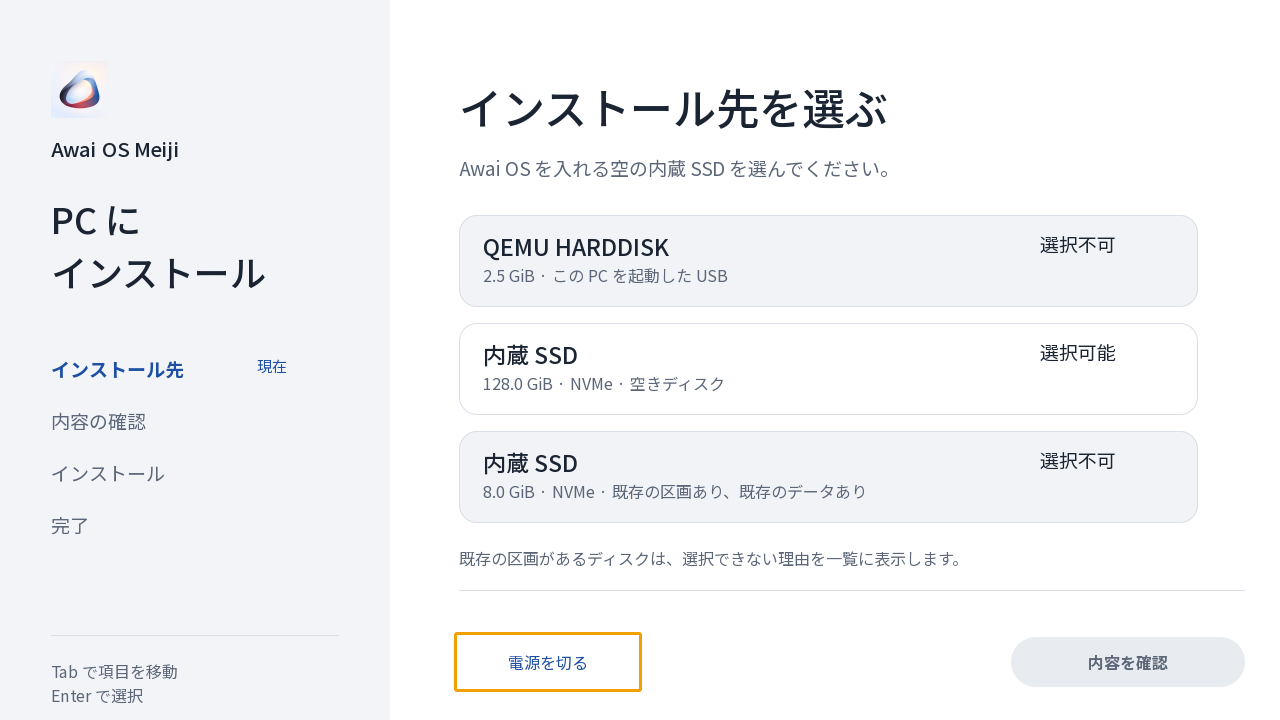 Awai OS Meiji
PC に
インストール
インストール先 現在
内容の確認
インストール
完了
Tab で項目を移動
Enter で選択
インストール先を選ぶ
Awai OS を入れる空の内蔵 SSD を選んでください。
QEMU HARDDISK 選択不可
2.5 GiB · この PC を起動した USB
内蔵 SSD 選択可能
128.0 GiB · NVMe · 空きディスク
内蔵 SSD 選択不可
8.0 GiB · NVMe · 既存の区画あり、既存のデータあり
既存の区画があるディスクは、選択できない理由を一覧に表示します。
電源を切る 内容を確認